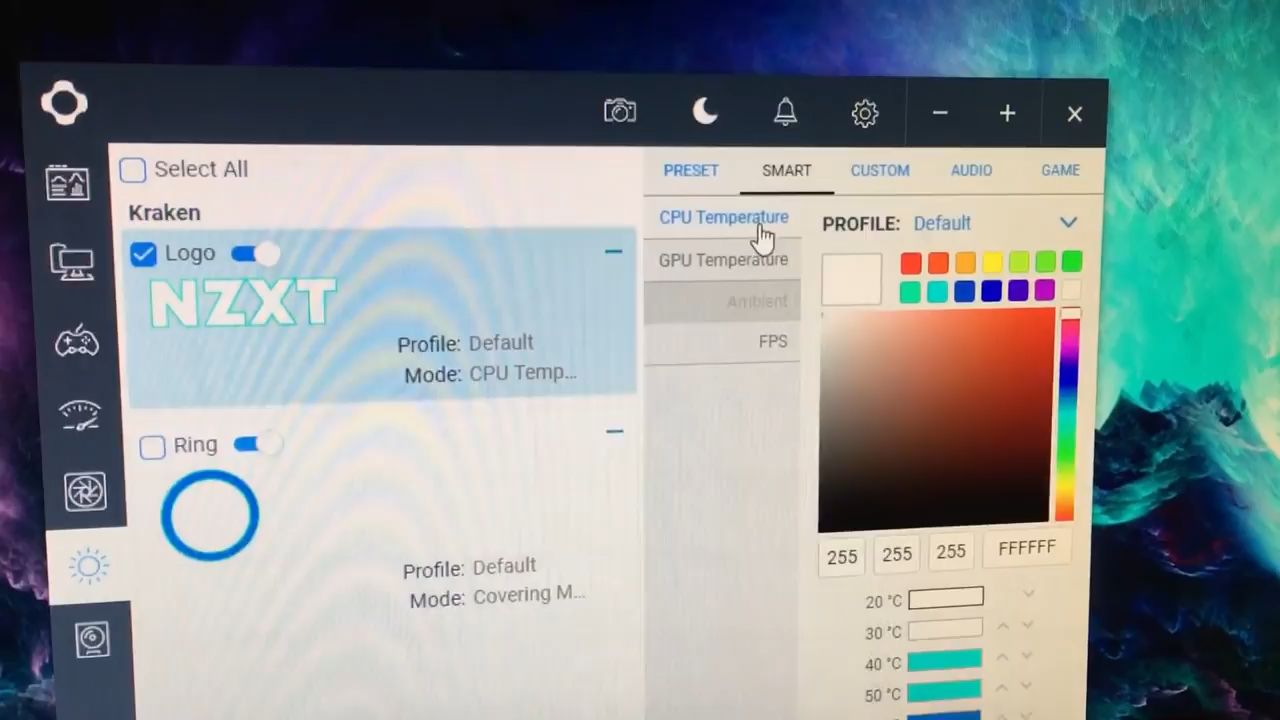 Select All
Kraken
Logo
NZXT
Profile: Default
Mode: CPU Temp...
Ring
Profile: Default
Mode: Covering M...
PRESET SMART CUSTOM AUDIO GAME
CPU Temperature
GPU Temperature
Ambient
FPS
PROFILE: Default
255 255 255 FFFFFF
20 °C
30 °C
40 °C
50 °C